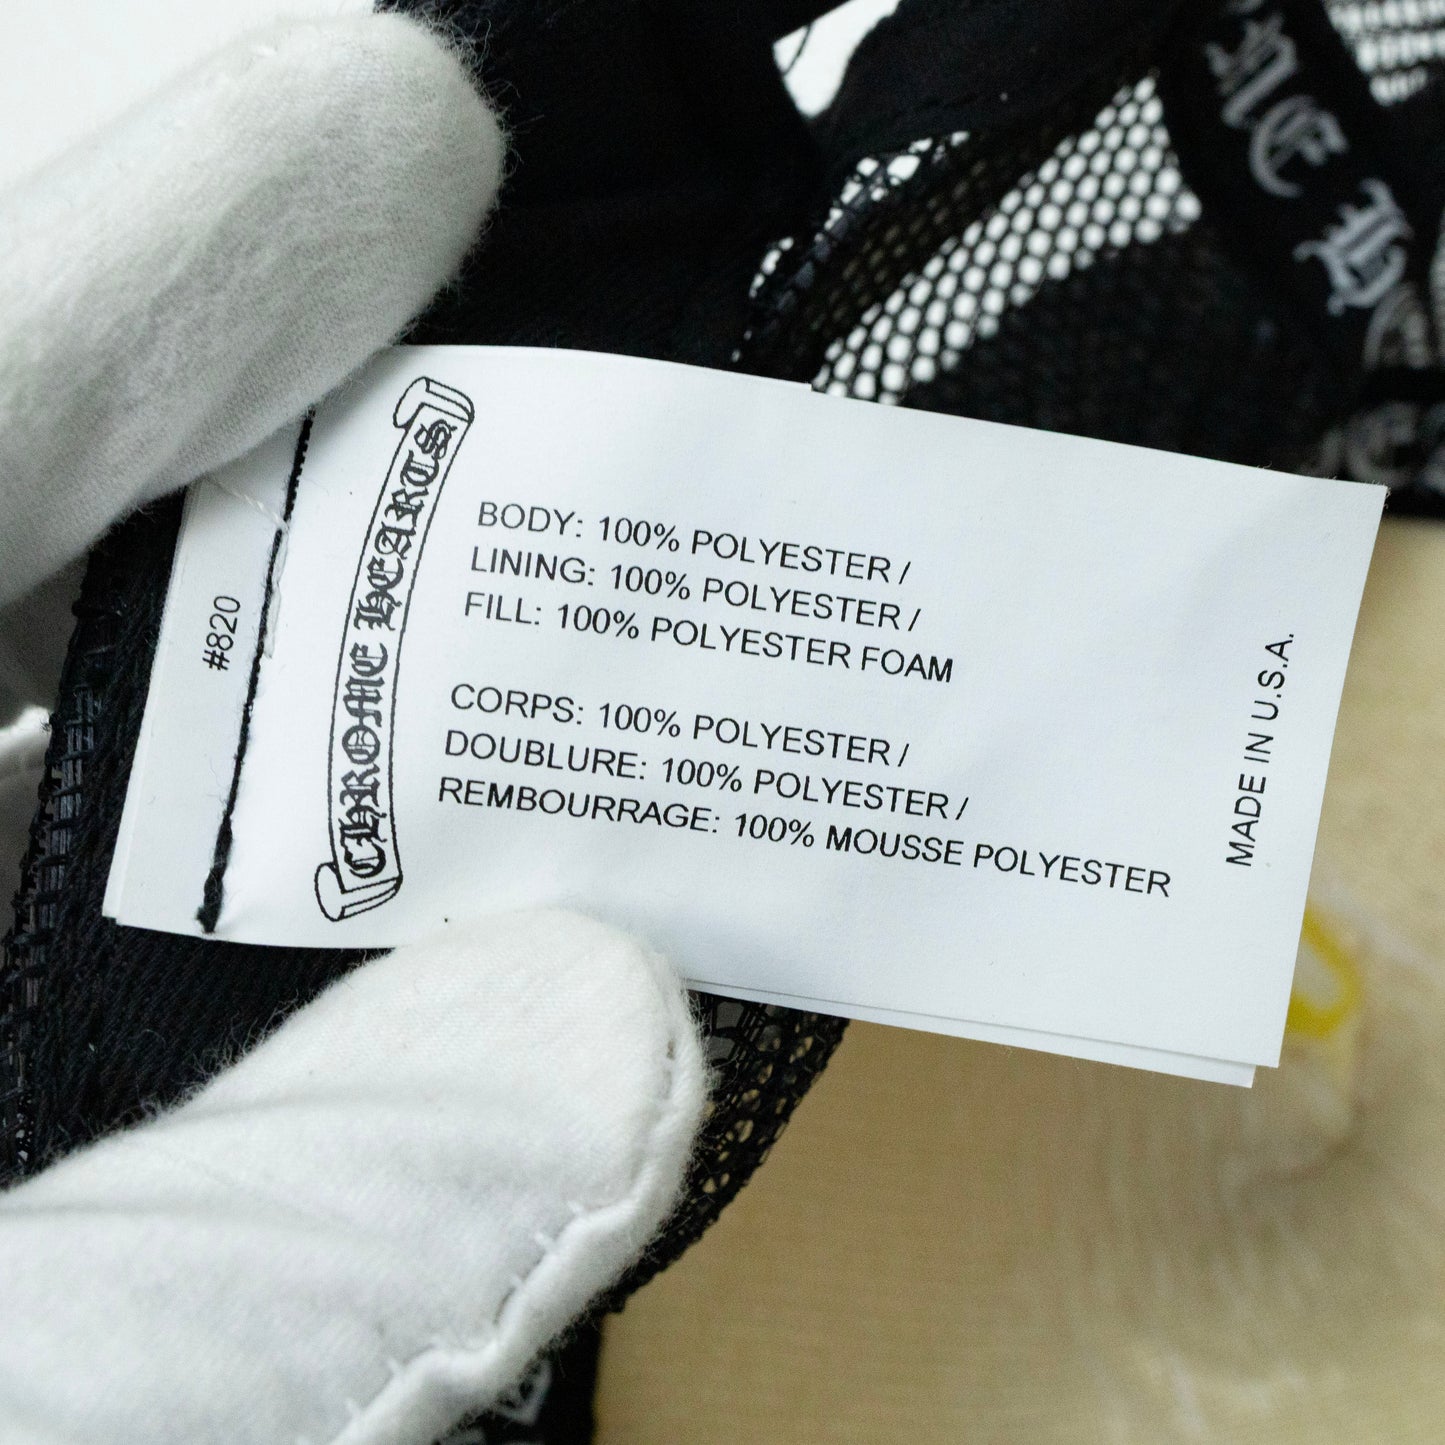 #820
CHROME HEARTS
BODY: 100% POLYESTER /
LINING: 100% POLYESTER /
FILL: 100% POLYESTER FOAM
CORPS: 100% POLYESTER /
DOUBLURE: 100% POLYESTER /
REMBOURRAGE: 100% MOUSSE POLYESTER
MADE IN U.S.A.